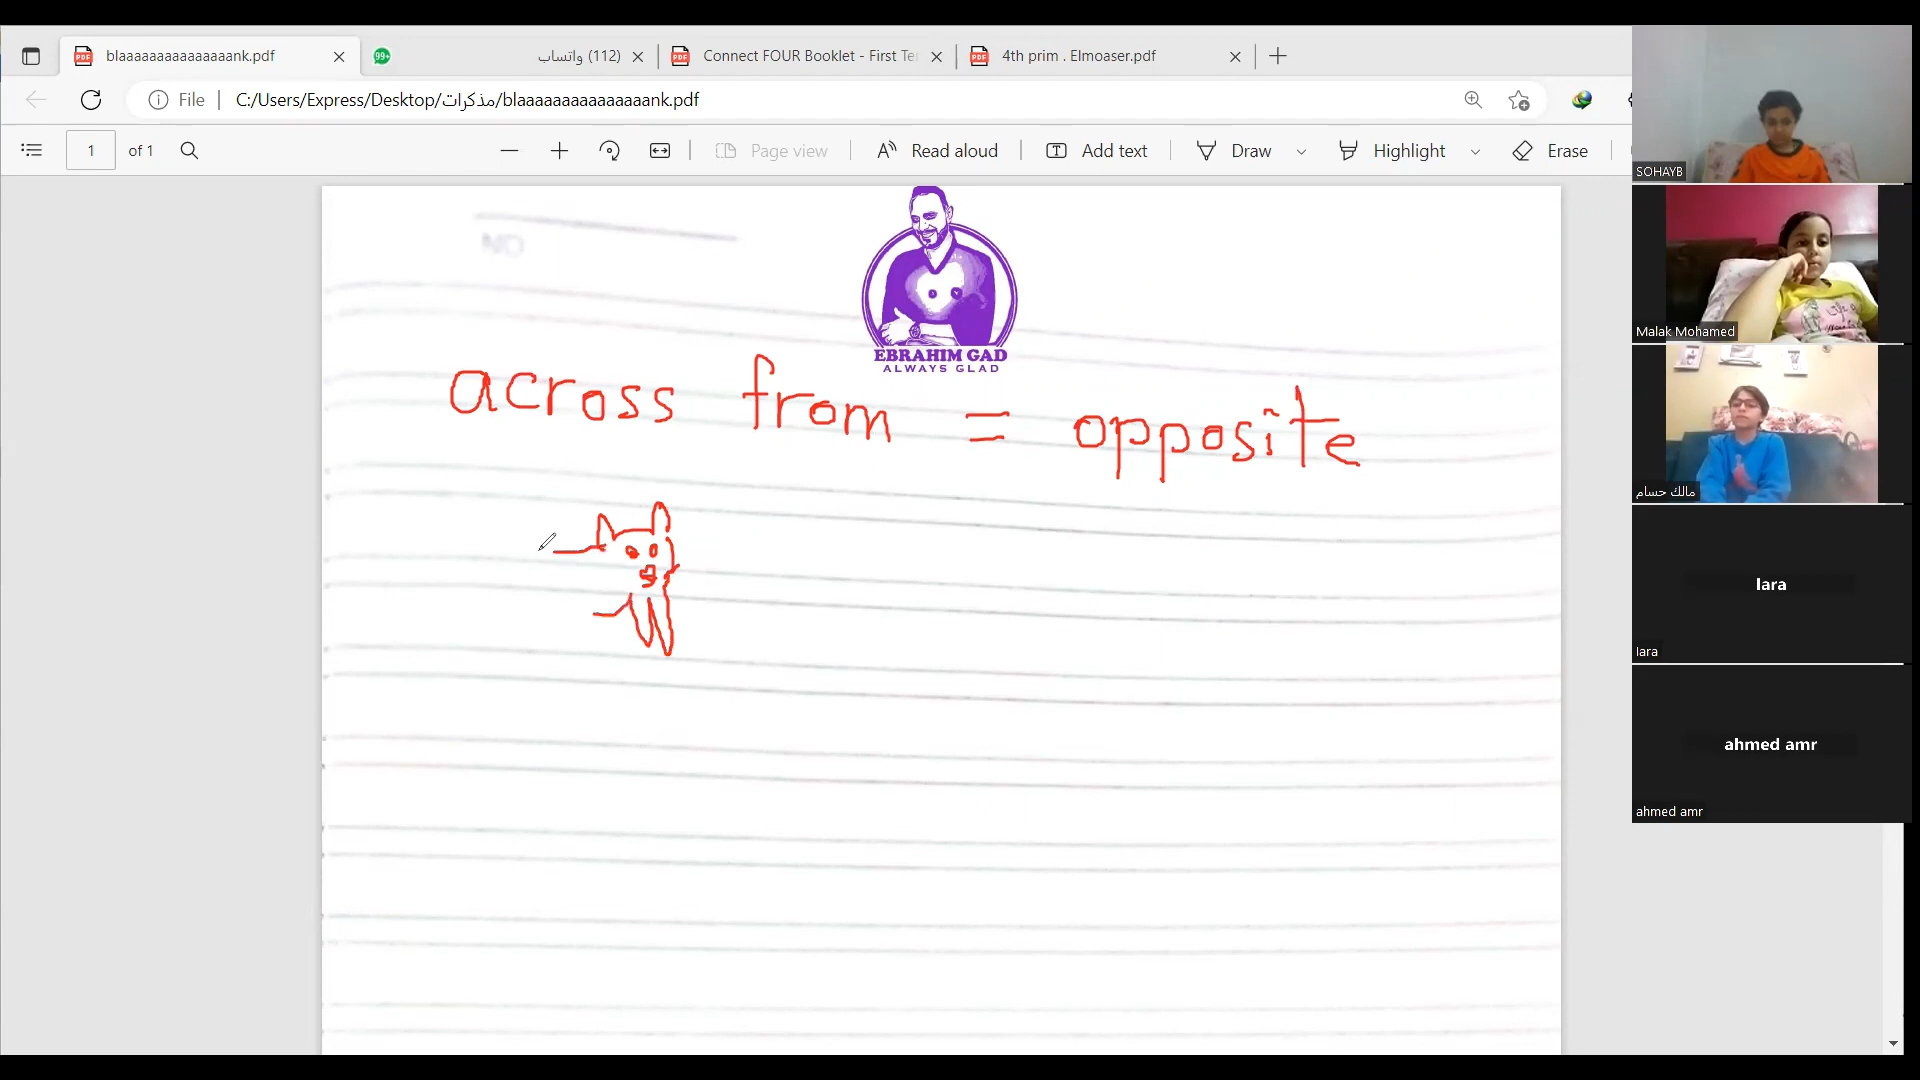 blaaaaaaaaaaaaaaank.pdf
99+
واتساب (112)
Connect FOUR Booklet - First Te
4th prim . Elmoaser.pdf
File
C:/Users/Express/Desktop/مذكرات/blaaaaaaaaaaaaaaank.pdf
1 of 1
Page view
Read aloud
Add text
Draw
Highlight
Erase
NO
EBRAHIM GAD
ALWAYS GLAD
across from = opposite
SOHAYB
Malak Mohamed
مالك حسام
lara
lara
ahmed amr
ahmed amr